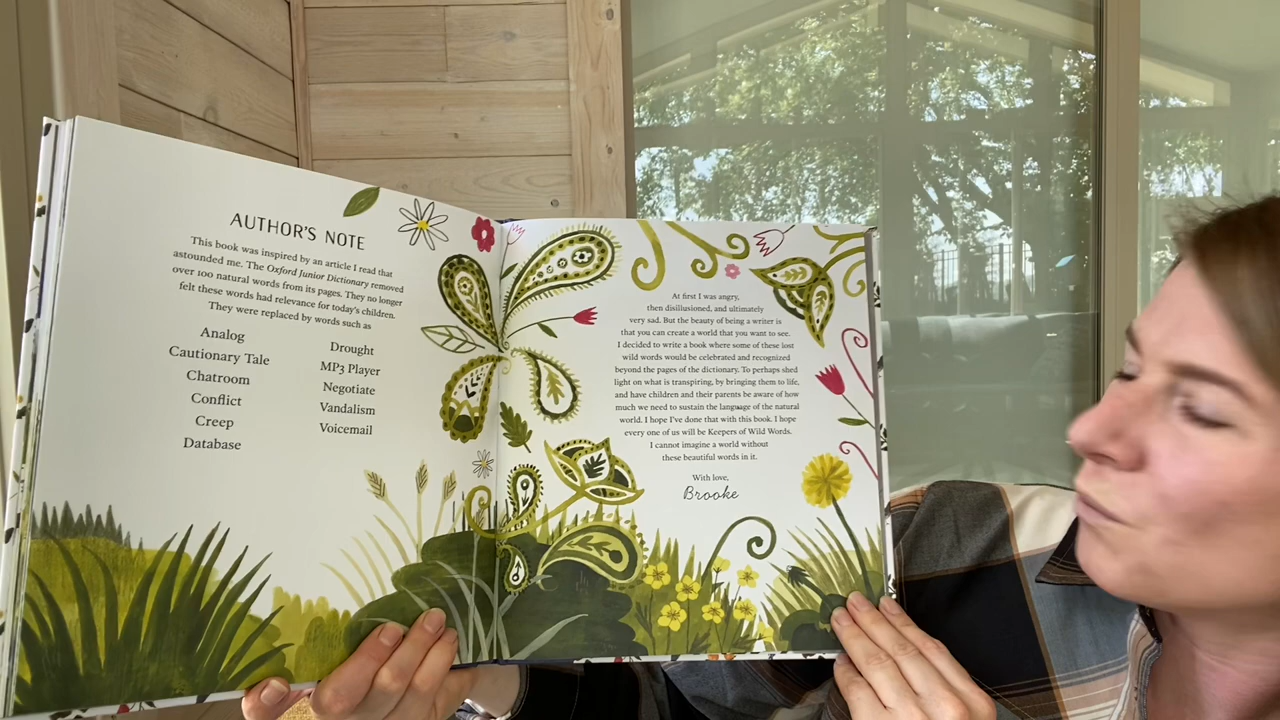 AUTHOR'S NOTE
This book was inspired by an article I read that
astounded me. The Oxford Junior Dictionary removed
over 100 natural words from its pages. They no longer
felt these words had relevance for today's children.
They were replaced by words such as
Analog
Cautionary Tale
Chatroom
Conflict
Creep
Database
Drought
MP3 Player
Negotiate
Vandalism
Voicemail
At first I was angry,
then disillusioned, and ultimately
very sad. But the beauty of being a writer is
that you can create a world that you want to see.
I decided to write a book where some of these lost
wild words would be celebrated and recognized
beyond the pages of the dictionary. To perhaps shed
light on what is transpiring, by bringing them to life,
and have children and their parents be aware of how
much we need to sustain the language of the natural
world. I hope I've done that with this book. I hope
every one of us will be Keepers of Wild Words.
I cannot imagine a world without
these beautiful words in it.
With love,
Brooke